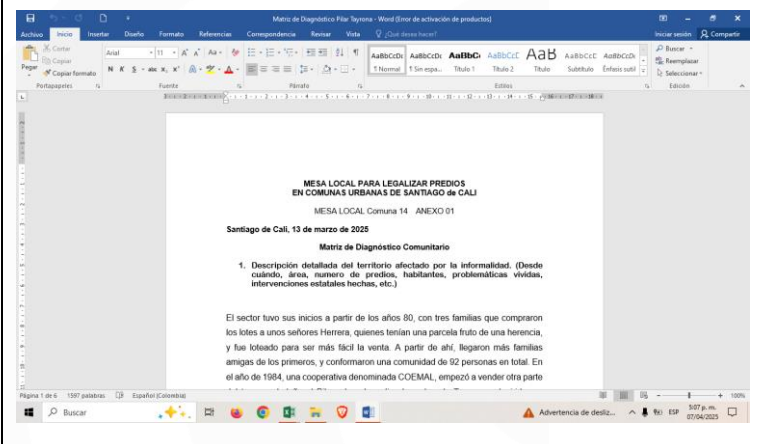 Matriz de Diagnóstico Pilar Tayrona - Word (Error de activación de productos)
Archivo Inicio Insertar Diseño Formato Referencias Correspondencia Revisar Vista ¿Qué desea hacer? Iniciar sesión Compartir
Pegar
Cortar
Copiar
Copiar formato
Portapapeles
Arial 11
N K S abc x₂ x²
Fuente
Párrafo
AaBbCcDc AaBbCcDc AaBbC AaBbCcC AaB AaBbCcC AaBbCcDc
¶ Normal ¶ Sin espa... Título 1 Título 2 Título Subtítulo Énfasis sutil
Estilos
Buscar
Reemplazar
Seleccionar
Edición
MESA LOCAL PARA LEGALIZAR PREDIOS
EN COMUNAS URBANAS DE SANTIAGO de CALI
MESA LOCAL Comuna 14 ANEXO 01
Santiago de Cali, 13 de marzo de 2025
Matriz de Diagnóstico Comunitario
1. Descripción detallada del territorio afectado por la informalidad. (Desde
cuándo, área, numero de predios, habitantes, problemáticas vividas,
intervenciones estatales hechas, etc.)
El sector tuvo sus inicios a partir de los años 80, con tres familias que compraron
los lotes a unos señores Herrera, quienes tenían una parcela fruto de una herencia,
y fue loteado para ser más fácil la venta. A partir de ahí, llegaron más familias
amigas de los primeros, y conformaron una comunidad de 92 personas en total. En
el año de 1984, una cooperativa denominada COEMAL, empezó a vender otra parte
Página 1 de 6 1597 palabras Español (Colombia) 100%
Buscar
Advertencia de desliz... ESP 5:07 p. m.
07/04/2025